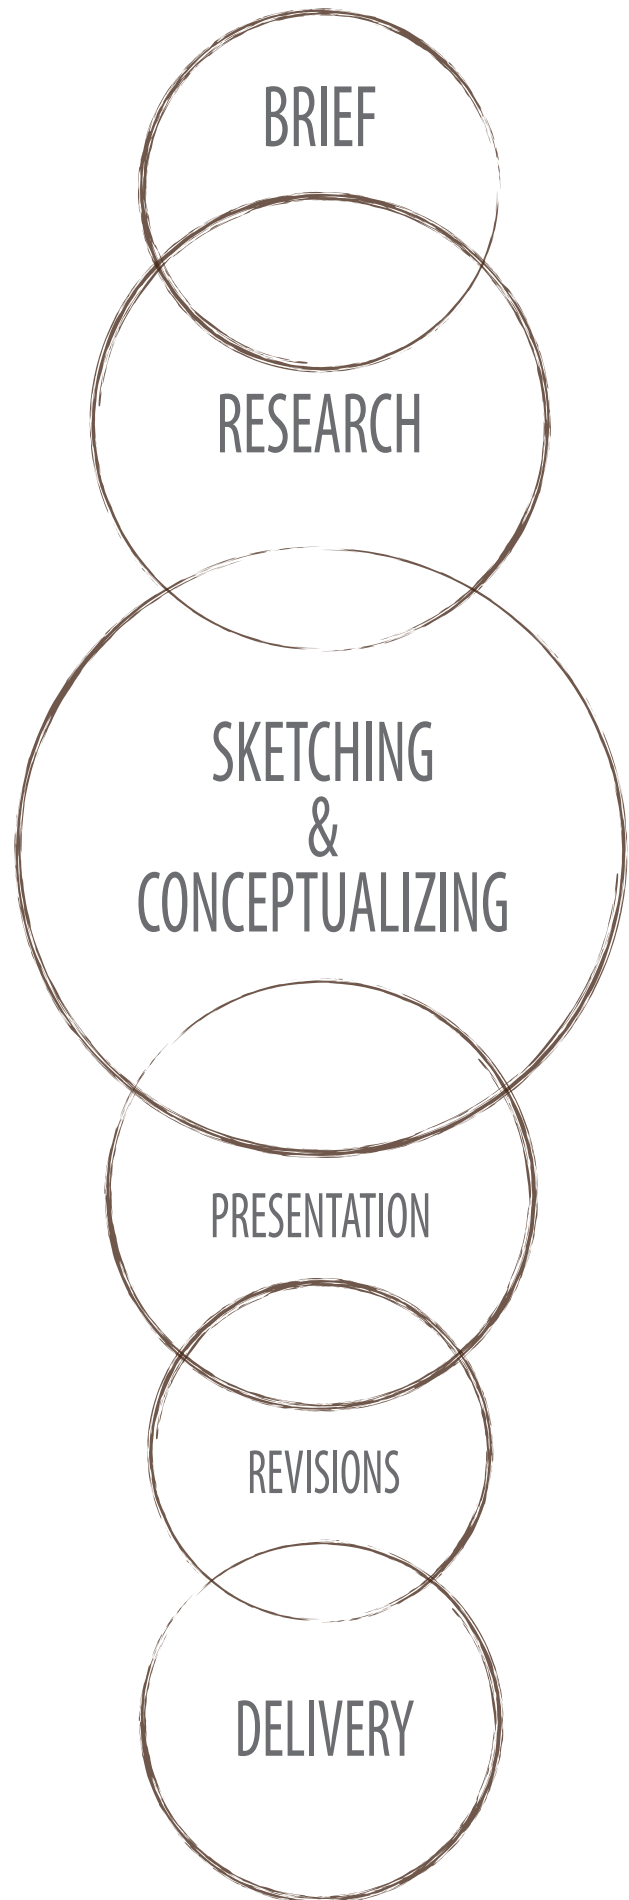 BRIEF
RESEARCH
SKETCHING
&
CONCEPTUALIZING
PRESENTATION
REVISIONS
DELIVERY